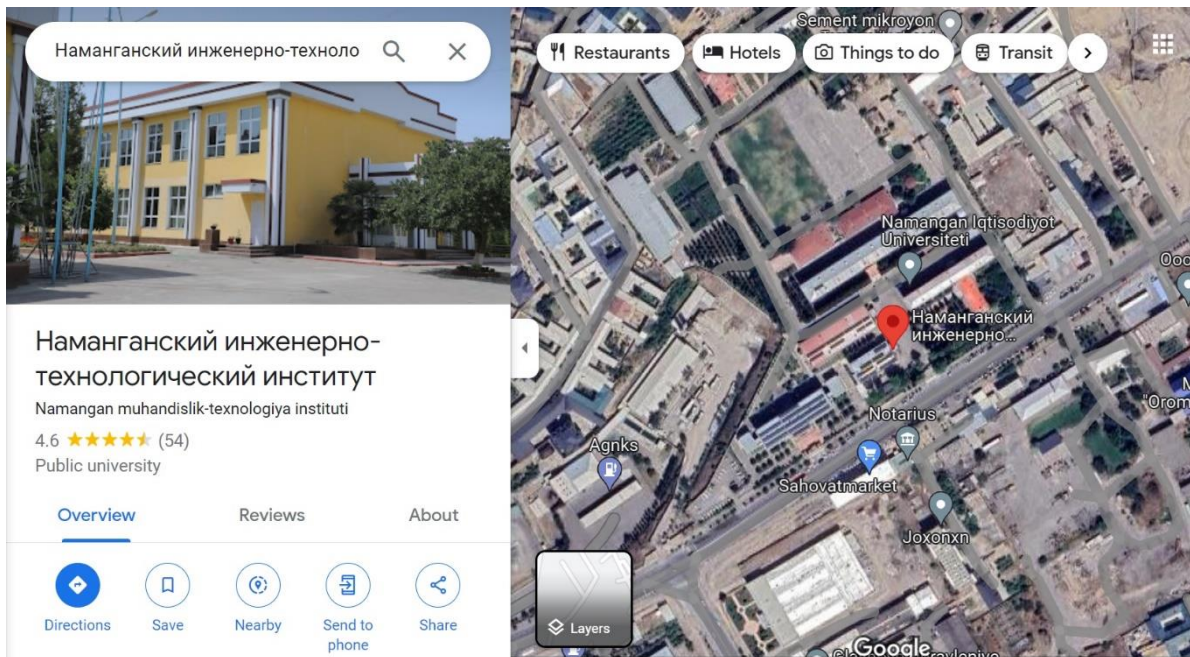 Наманганский инженерно-техноло
Наманганский инженерно-
технологический институт
Namangan muhandislik-texnologiya instituti
4.6 (54)
Public university
Overview
Reviews
About
Directions
Save
Nearby
Send to
phone
Share
Restaurants
Hotels
Things to do
Transit
Sement mikroyon
Namangan Iqtisodiyot
Universiteti
Ooo
Наманганский
инженерно...
"Orom
Notarius
Agnks
Sahovatmarket
Joxonxn
Layers
Google